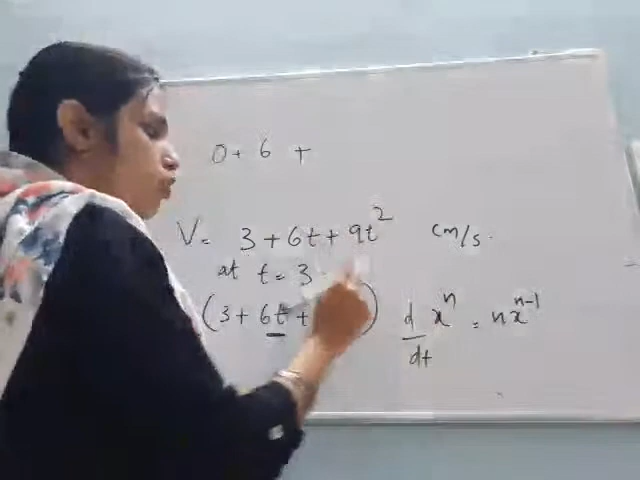 0 + 6 +
V = 3 + 6t + 9t² cm/s.
at t = 3
(3 + 6t + )
d/dt xⁿ = nxⁿ⁻¹